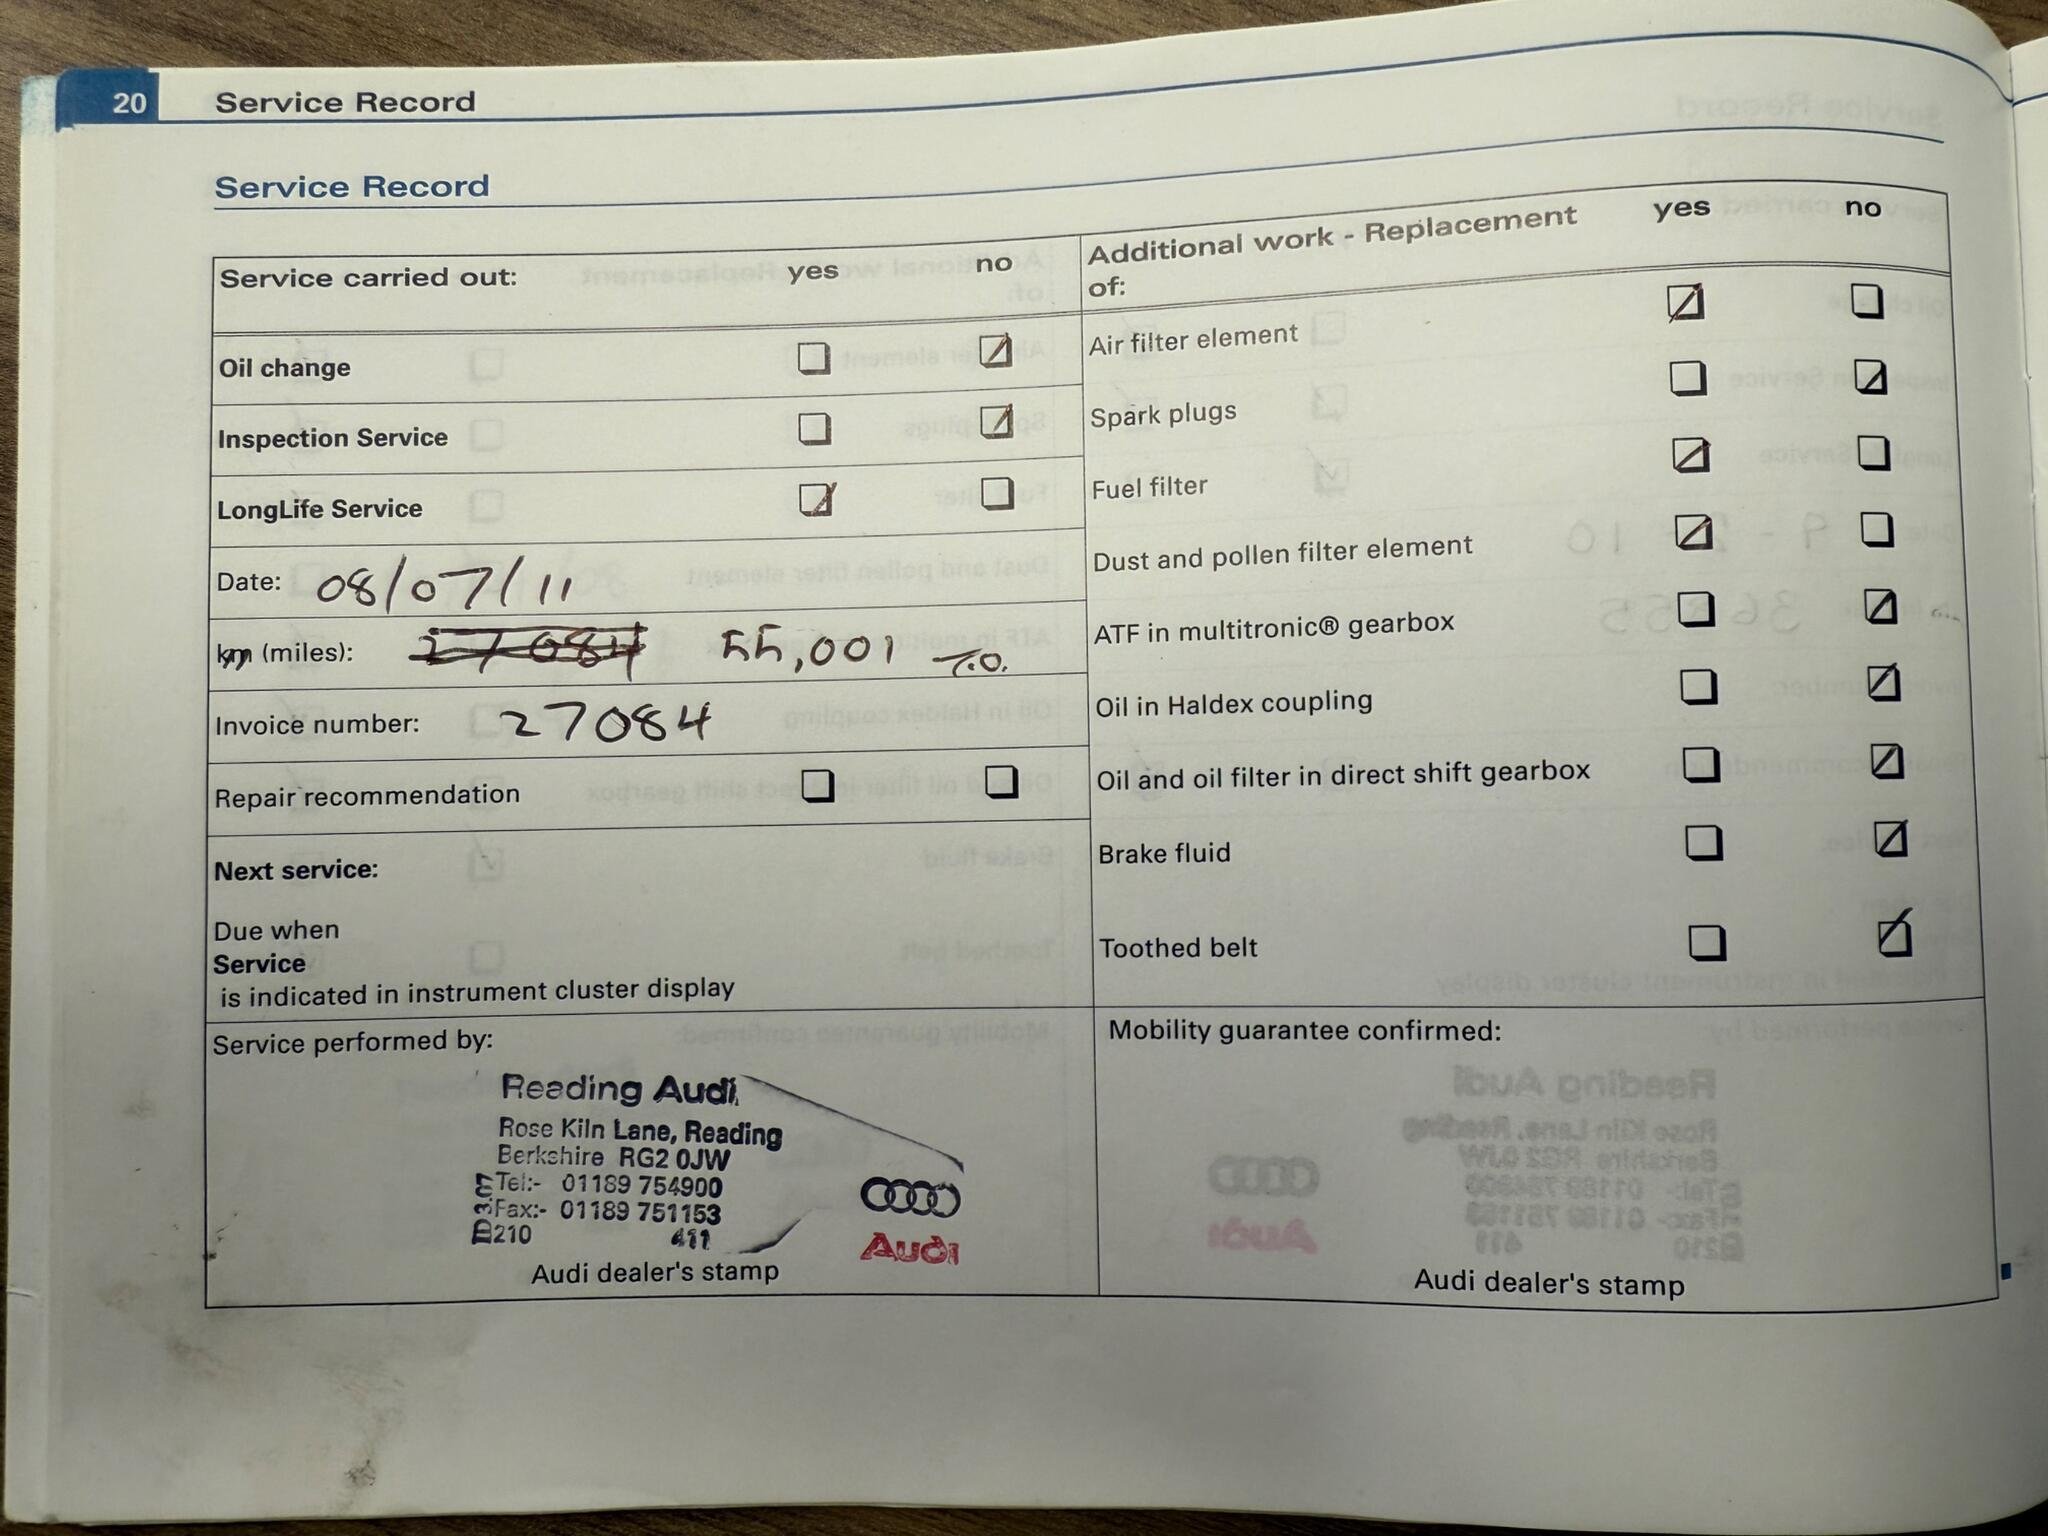 20 Service Record
Service Record
Service carried out: yes no
Oil change
Inspection Service
LongLife Service
Date: 08/07/11
km (miles): 27084 55,001 T.O.
Invoice number: 27084
Repair recommendation
Next service:
Due when
Service
is indicated in instrument cluster display
Service performed by:
Reading Audi
Rose Kiln Lane, Reading
Berkshire RG2 0JW
Tel:- 01189 754900
Fax:- 01189 751153
210 411
Audi
Audi dealer's stamp
Additional work - Replacement yes no
of:
Air filter element
Spark plugs
Fuel filter
Dust and pollen filter element
ATF in multitronic® gearbox
Oil in Haldex coupling
Oil and oil filter in direct shift gearbox
Brake fluid
Toothed belt
Mobility guarantee confirmed:
Audi dealer's stamp